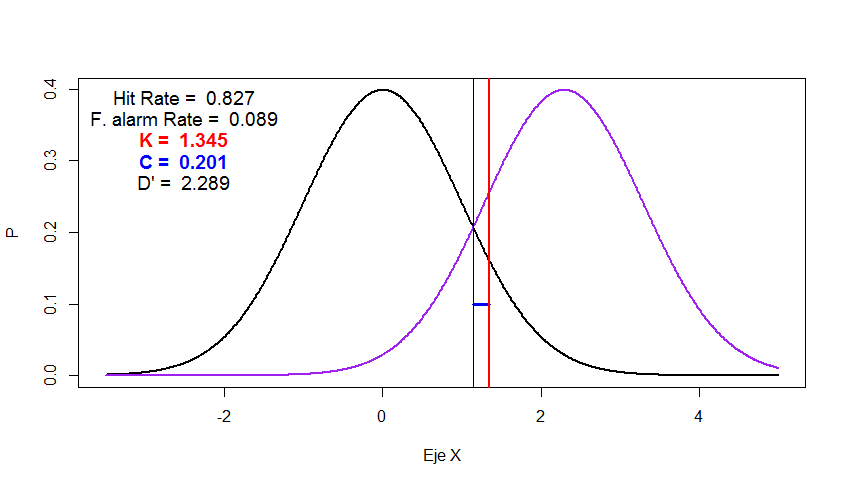 Hit Rate = 0.827
F. alarm Rate = 0.089
K = 1.345
C = 0.201
D' = 2.289
P
0.4
0.3
0.2
0.1
0.0
-2 0 2 4
Eje X